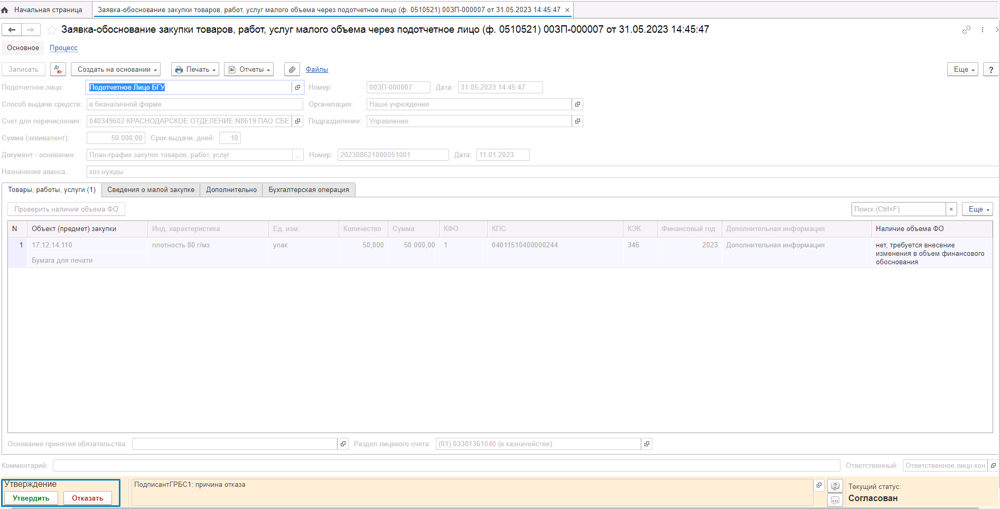 Начальная страница
Заявка-обоснование закупки товаров, работ, услуг малого объема через подотчетное лицо (ф. 0510521) 00ЗП-000007 от 31.05.2023 14:45:47 ×
Заявка-обоснование закупки товаров, работ, услуг малого объема через подотчетное лицо (ф. 0510521) 00ЗП-000007 от 31.05.2023 14:45:47
Основное Процесс
Записать Дт Кт Создать на основании Печать Отчеты Файлы Еще ?
Подотчетное лицо: Подотчетное Лицо БГУ Номер: 00ЗП-000007 Дата: 31.05.2023 14:45:47
Способ выдачи средств: в безналичной форме Организация: Наше учреждение
Счет для перечисления: 040349602 КРАСНОДАРСКОЕ ОТДЕЛЕНИЕ N8619 ПАО СБЕ Подразделение: Управление
Сумма (эквивалент): 50 000,00 Срок выдачи, дней: 10
Документ - основание: План-график закупок товаров, работ, услуг ... Номер: 202308621000051001 Дата: 11.01.2023
Назначение аванса: хоз.нужды
Товары, работы, услуги (1) Сведения о малой закупке Дополнительно Бухгалтерская операция
Проверить наличие объема ФО Поиск (Ctrl+F) × Еще
N Объект (предмет) закупки Инд. характеристика Ед. изм. Количество Сумма КФО КПС КЭК Финансовый год Дополнительная информация Наличие объема ФО
1 17.12.14.110 плотность 80 г/мз упак 50,000 50 000,00 1 04011510400000244 346 2023 Дополнительная информация нет, требуется внесение
изменения в объем финансового
Бумага для печати
обоснования
Основание принятия обязательства: Раздел лицевого счета: (01) 03381361040 (в казначействе)
Комментарий: Ответственный: Ответственное лицо кон
Утверждение
Утвердить Отказать
ПодписантГРБС1: причина отказа
Текущий статус:
Согласован